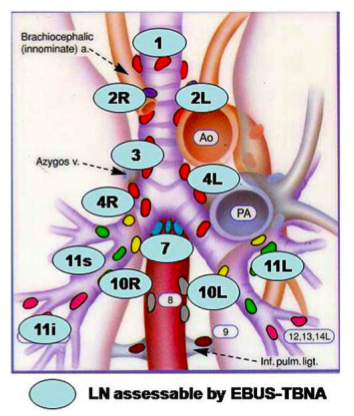 1
Brachiocephalic
(innominate) a.
2R
2L
Ao
3
Azygos v.
4L
4R
PA
7
11s
11L
10R
10L
8
11i
9
12,13,14L
Inf. pulm. ligt.
LN assessable by EBUS-TBNA